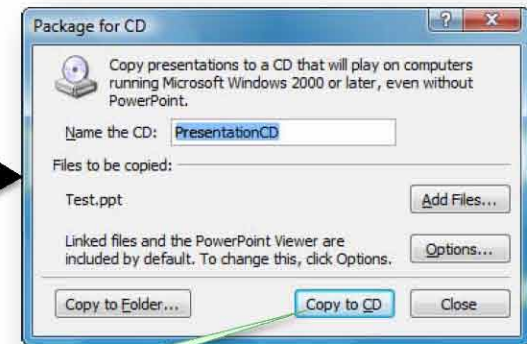 Package for CD
Copy presentations to a CD that will play on computers
running Microsoft Windows 2000 or later, even without
PowerPoint.
Name the CD: PresentationCD
Files to be copied:
Test.ppt
Add Files...
Linked files and the PowerPoint Viewer are
included by default. To change this, click Options.
Options...
Copy to Folder... Copy to CD Close